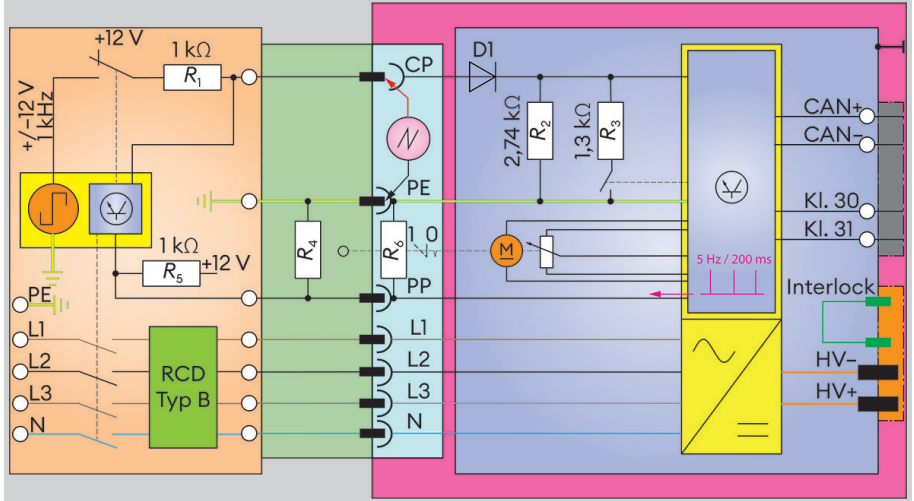 +12 V
1 kΩ
R1
+/−12 V
1 kHz
1 kΩ
R5
+12 V
PE
L1
L2
L3
N
RCD
Typ B
R4
CP
N
PE
R6
1 0
PP
L1
L2
L3
N
D1
2,74 kΩ
R2
1,3 kΩ
R3
M
5 Hz / 200 ms
CAN+
CAN−
Kl. 30
Kl. 31
Interlock
HV−
HV+